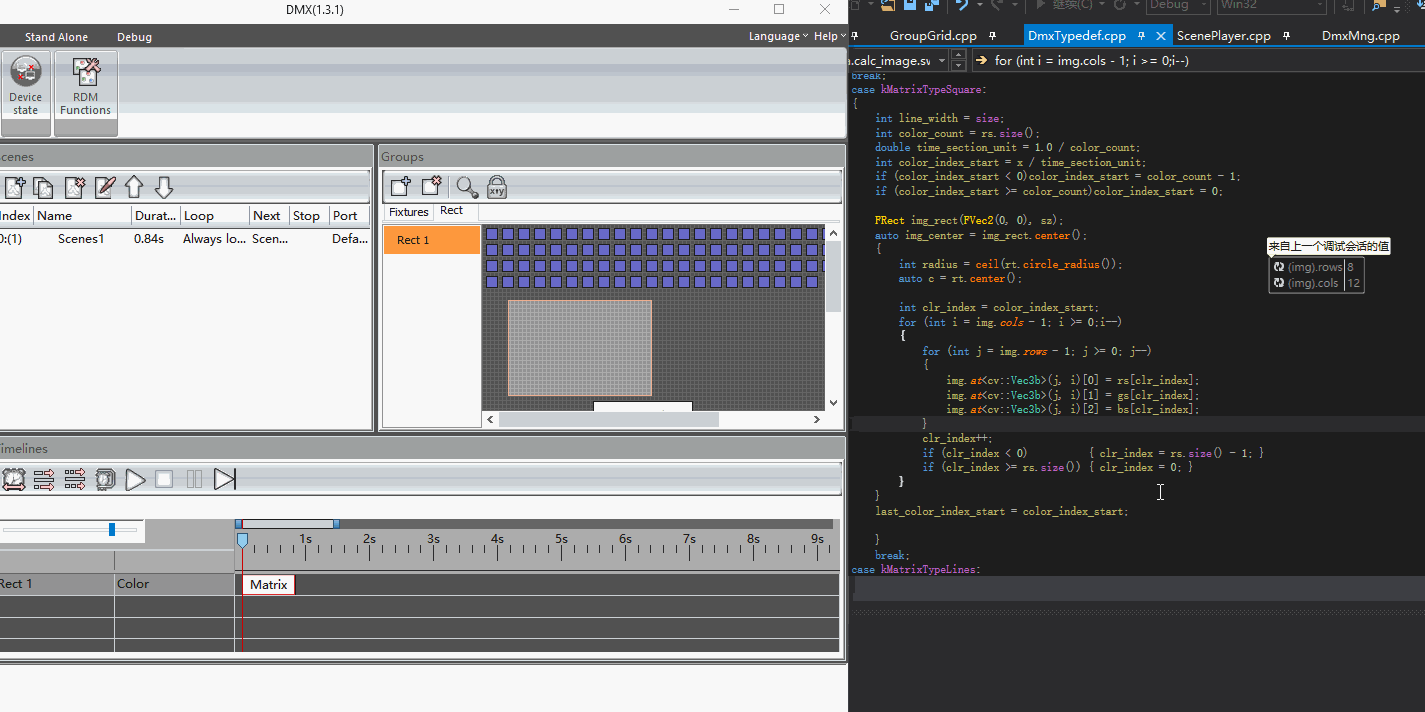 DMX(1.3.1)
Stand Alone Debug
Language Help
Device state
RDM Functions
cenes
Index Name Durat... Loop Next Stop Port
0:(1) Scenes1 0.84s Always lo... Scen... Defa...
Groups
x+y
Fixtures Rect
Rect 1
imelines
1s 2s 3s 4s 5s 6s 7s 8s 9s
Rect 1 Color Matrix
继续(C) Debug Win32
GroupGrid.cpp DmxTypedef.cpp ScenePlayer.cpp DmxMng.cpp
a.calc_image.sw for (int i = img.cols - 1; i >= 0;i--)
break;
case kMatrixTypeSquare:
{
int line_width = size;
int color_count = rs.size();
double time_section_unit = 1.0 / color_count;
int color_index_start = x / time_section_unit;
if (color_index_start < 0)color_index_start = color_count - 1;
if (color_index_start >= color_count)color_index_start = 0;
FRect img_rect(FVec2(0, 0), sz);
auto img_center = img_rect.center();
{
int radius = ceil(rt.circle_radius());
auto c = rt.center();
int clr_index = color_index_start;
for (int i = img.cols - 1; i >= 0;i--)
{
for (int j = img.rows - 1; j >= 0; j--)
{
img.at<cv::Vec3b>(j, i)[0] = rs[clr_index];
img.at<cv::Vec3b>(j, i)[1] = gs[clr_index];
img.at<cv::Vec3b>(j, i)[2] = bs[clr_index];
}
clr_index++;
if (clr_index < 0) { clr_index = rs.size() - 1; }
if (clr_index >= rs.size()) { clr_index = 0; }
}
}
last_color_index_start = color_index_start;
}
break;
case kMatrixTypeLines:
来自上一个调试会话的值
(img).rows 8
(img).cols 12